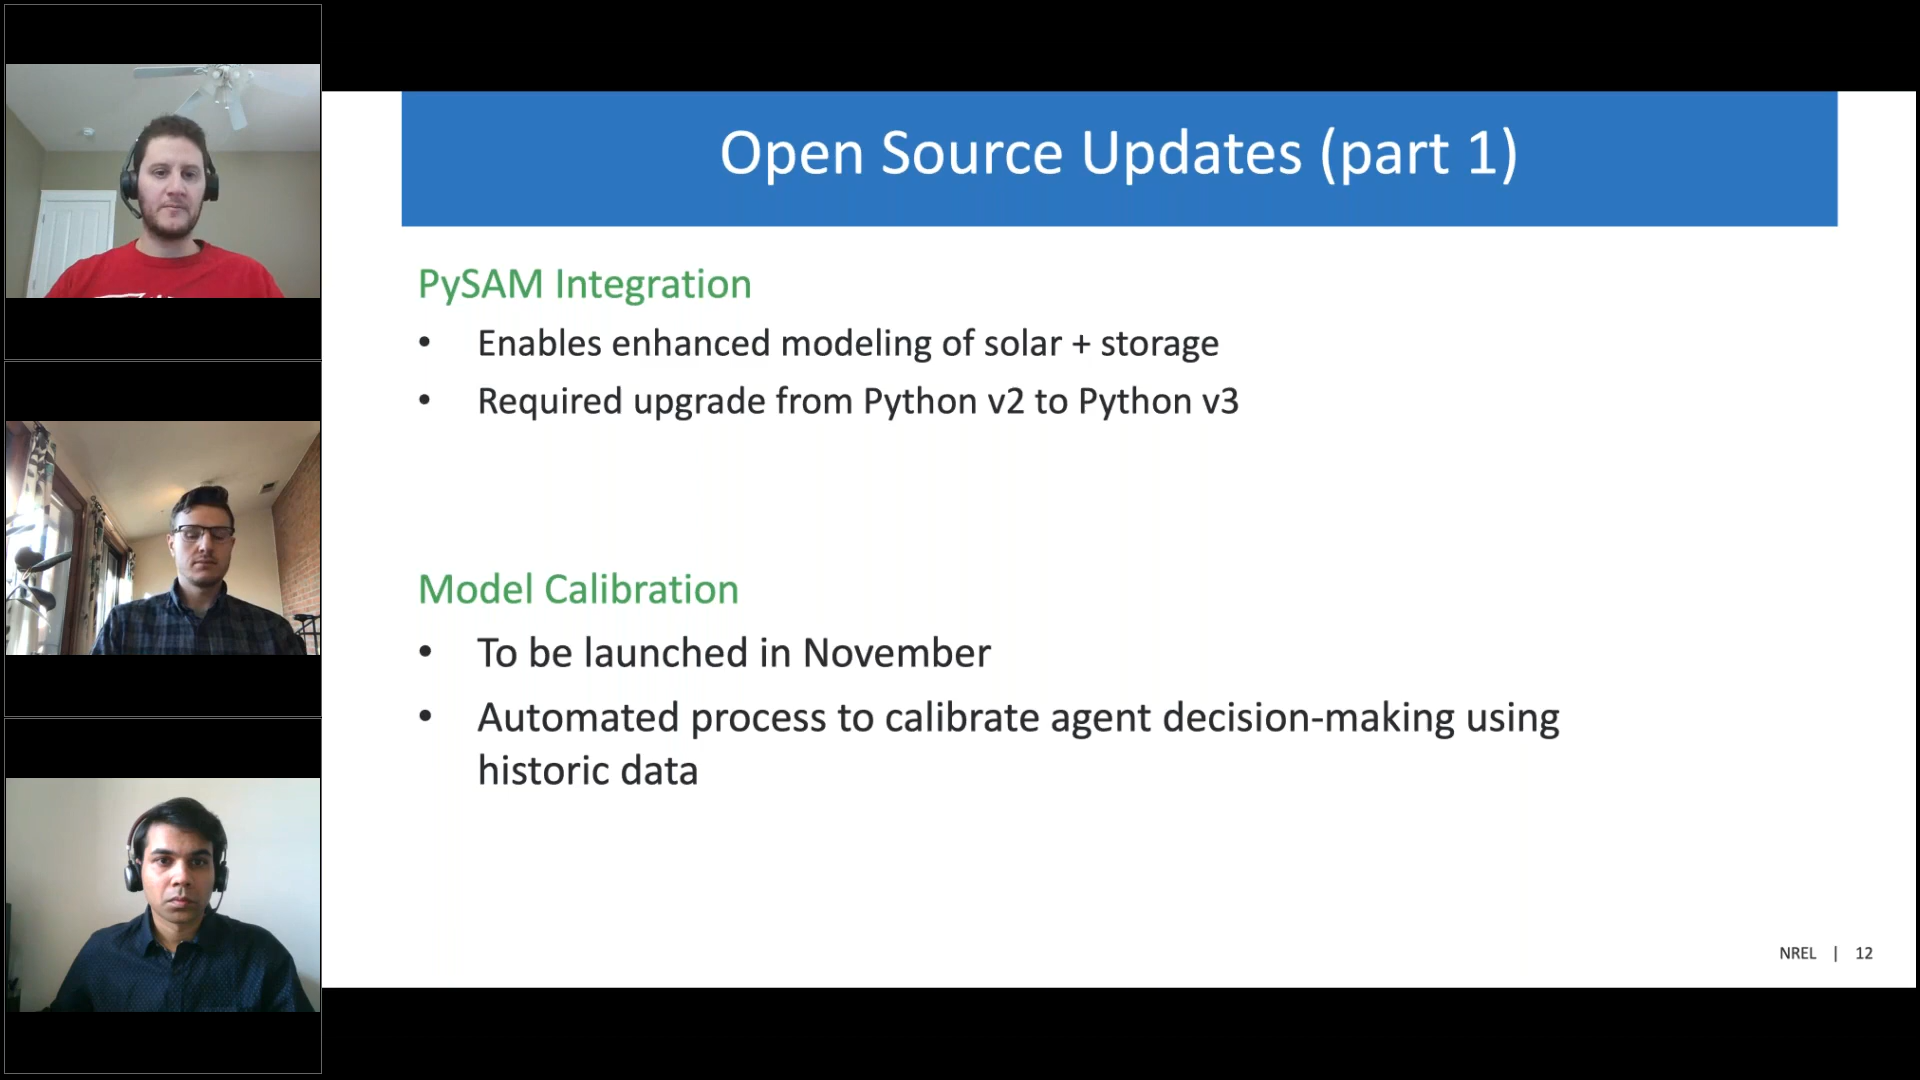 Open Source Updates (part 1)
PySAM Integration
• Enables enhanced modeling of solar + storage
• Required upgrade from Python v2 to Python v3
Model Calibration
• To be launched in November
• Automated process to calibrate agent decision-making using
historic data
NREL | 12